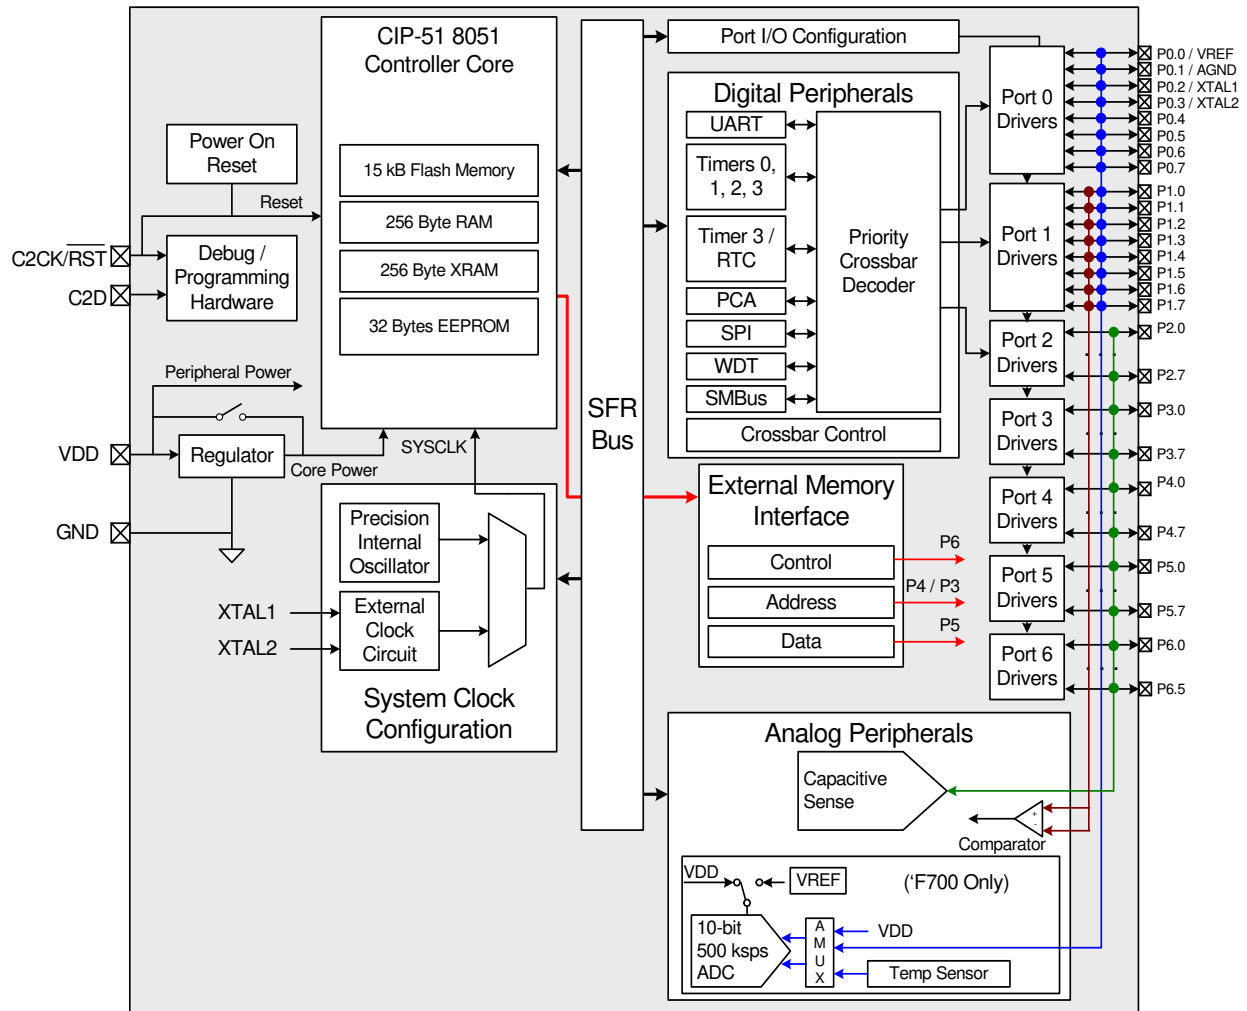 CIP-51 8051
Controller Core
15 kB Flash Memory
256 Byte RAM
256 Byte XRAM
32 Bytes EEPROM
Power On
Reset
Reset
C2CK/RST
C2D
Debug /
Programming
Hardware
Peripheral Power
VDD
Regulator
Core Power
SYSCLK
GND
Precision
Internal
Oscillator
XTAL1
XTAL2
External
Clock
Circuit
System Clock
Configuration
SFR
Bus
Port I/O Configuration
Digital Peripherals
UART
Timers 0,
1, 2, 3
Timer 3 /
RTC
PCA
SPI
WDT
SMBus
Priority
Crossbar
Decoder
Crossbar Control
External Memory
Interface
Control
Address
Data
P6
P4 / P3
P5
Port 0
Drivers
Port 1
Drivers
Port 2
Drivers
Port 3
Drivers
Port 4
Drivers
Port 5
Drivers
Port 6
Drivers
P0.0 / VREF
P0.1 / AGND
P0.2 / XTAL1
P0.3 / XTAL2
P0.4
P0.5
P0.6
P0.7
P1.0
P1.1
P1.2
P1.3
P1.4
P1.5
P1.6
P1.7
P2.0
P2.7
P3.0
P3.7
P4.0
P4.7
P5.0
P5.7
P6.0
P6.5
Analog Peripherals
Capacitive
Sense
+
-
Comparator
VDD
VREF
('F700 Only)
10-bit
500 ksps
ADC
A
M
U
X
VDD
Temp Sensor